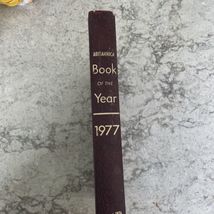 BRITANNICA
Book
OF THE
Year
1977